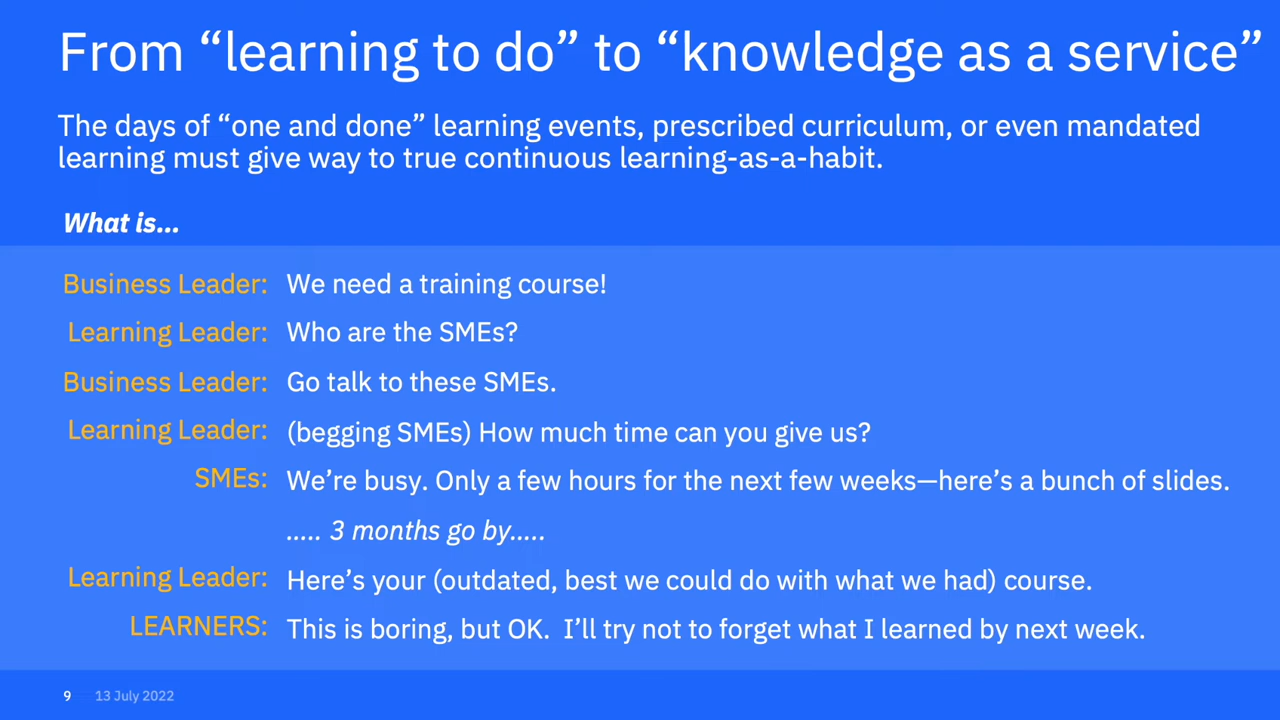 From “learning to do” to “knowledge as a service”
The days of “one and done” learning events, prescribed curriculum, or even mandated
learning must give way to true continuous learning-as-a-habit.
What is...
Business Leader: We need a training course!
Learning Leader: Who are the SMEs?
Business Leader: Go talk to these SMEs.
Learning Leader: (begging SMEs) How much time can you give us?
SMEs: We’re busy. Only a few hours for the next few weeks—here’s a bunch of slides.
..... 3 months go by.....
Learning Leader: Here’s your (outdated, best we could do with what we had) course.
LEARNERS: This is boring, but OK.  I’ll try not to forget what I learned by next week.
9 13 July 2022